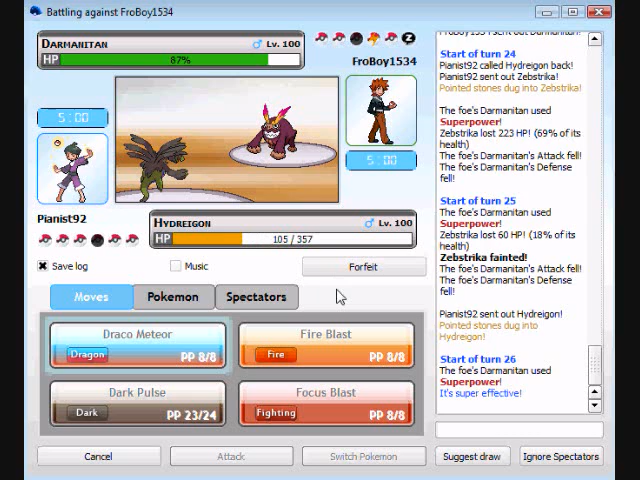 Battling against FroBoy1534
DARMANITAN Lv. 100
HP 87%
FroBoy1534
5:00
5:00
Pianist92
HYDREIGON Lv. 100
HP 105 / 357
Save log
Music
Forfeit
Moves Pokemon Spectators
Draco Meteor
Dragon PP 8/8
Fire Blast
Fire PP 8/8
Dark Pulse
Dark PP 23/24
Focus Blast
Fighting PP 8/8
Cancel Attack Switch Pokemon
Start of turn 24
Pianist92 called Hydreigon back!
Pianist92 sent out Zebstrika!
Pointed stones dug into Zebstrika!
The foe's Darmanitan used
Superpower!
Zebstrika lost 223 HP! (69% of its
health)
The foe's Darmanitan's Attack fell!
The foe's Darmanitan's Defense
fell!
Start of turn 25
The foe's Darmanitan used
Superpower!
Zebstrika lost 60 HP! (18% of its
health)
Zebstrika fainted!
The foe's Darmanitan's Attack fell!
The foe's Darmanitan's Defense
fell!
Pianist92 sent out Hydreigon!
Pointed stones dug into
Hydreigon!
Start of turn 26
The foe's Darmanitan used
Superpower!
It's super effective!
Suggest draw Ignore Spectators